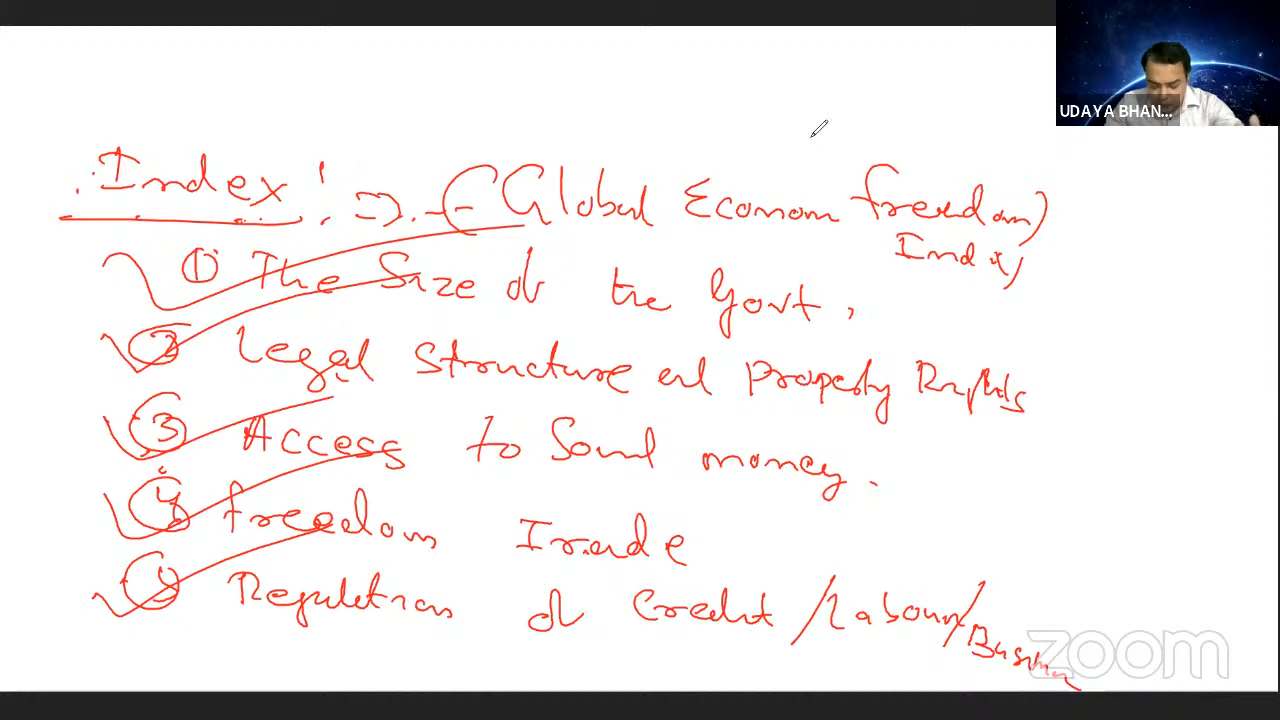 UDAYA BHAN...
Index : => (Global Econom freedom)
Index)
① The Size of the Govt,
② Legal structure and Property Rights
③ Access to Sound money.
④ freedom Trade
⑤ Regulation of Credit /Labour/
Business
zoom